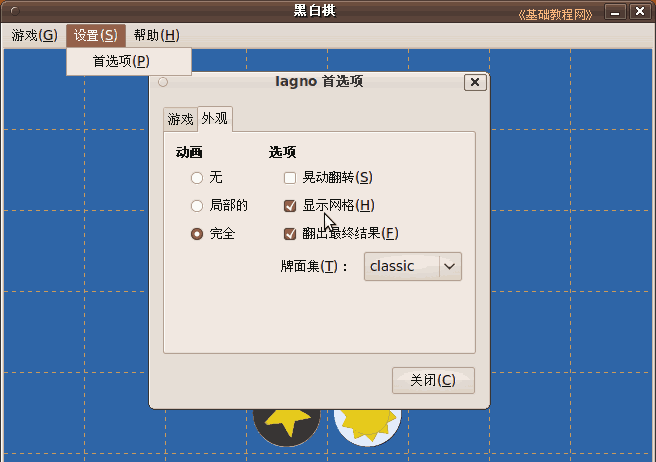 黑白棋
《基础教程网》
游戏(G) 设置(S) 帮助(H)
首选项(P)
Iagno 首选项
游戏 外观
动画 选项
无 晃动翻转(S)
局部的 显示网格(H)
完全 翻出最终结果(F)
牌面集(T)： classic
关闭(C)